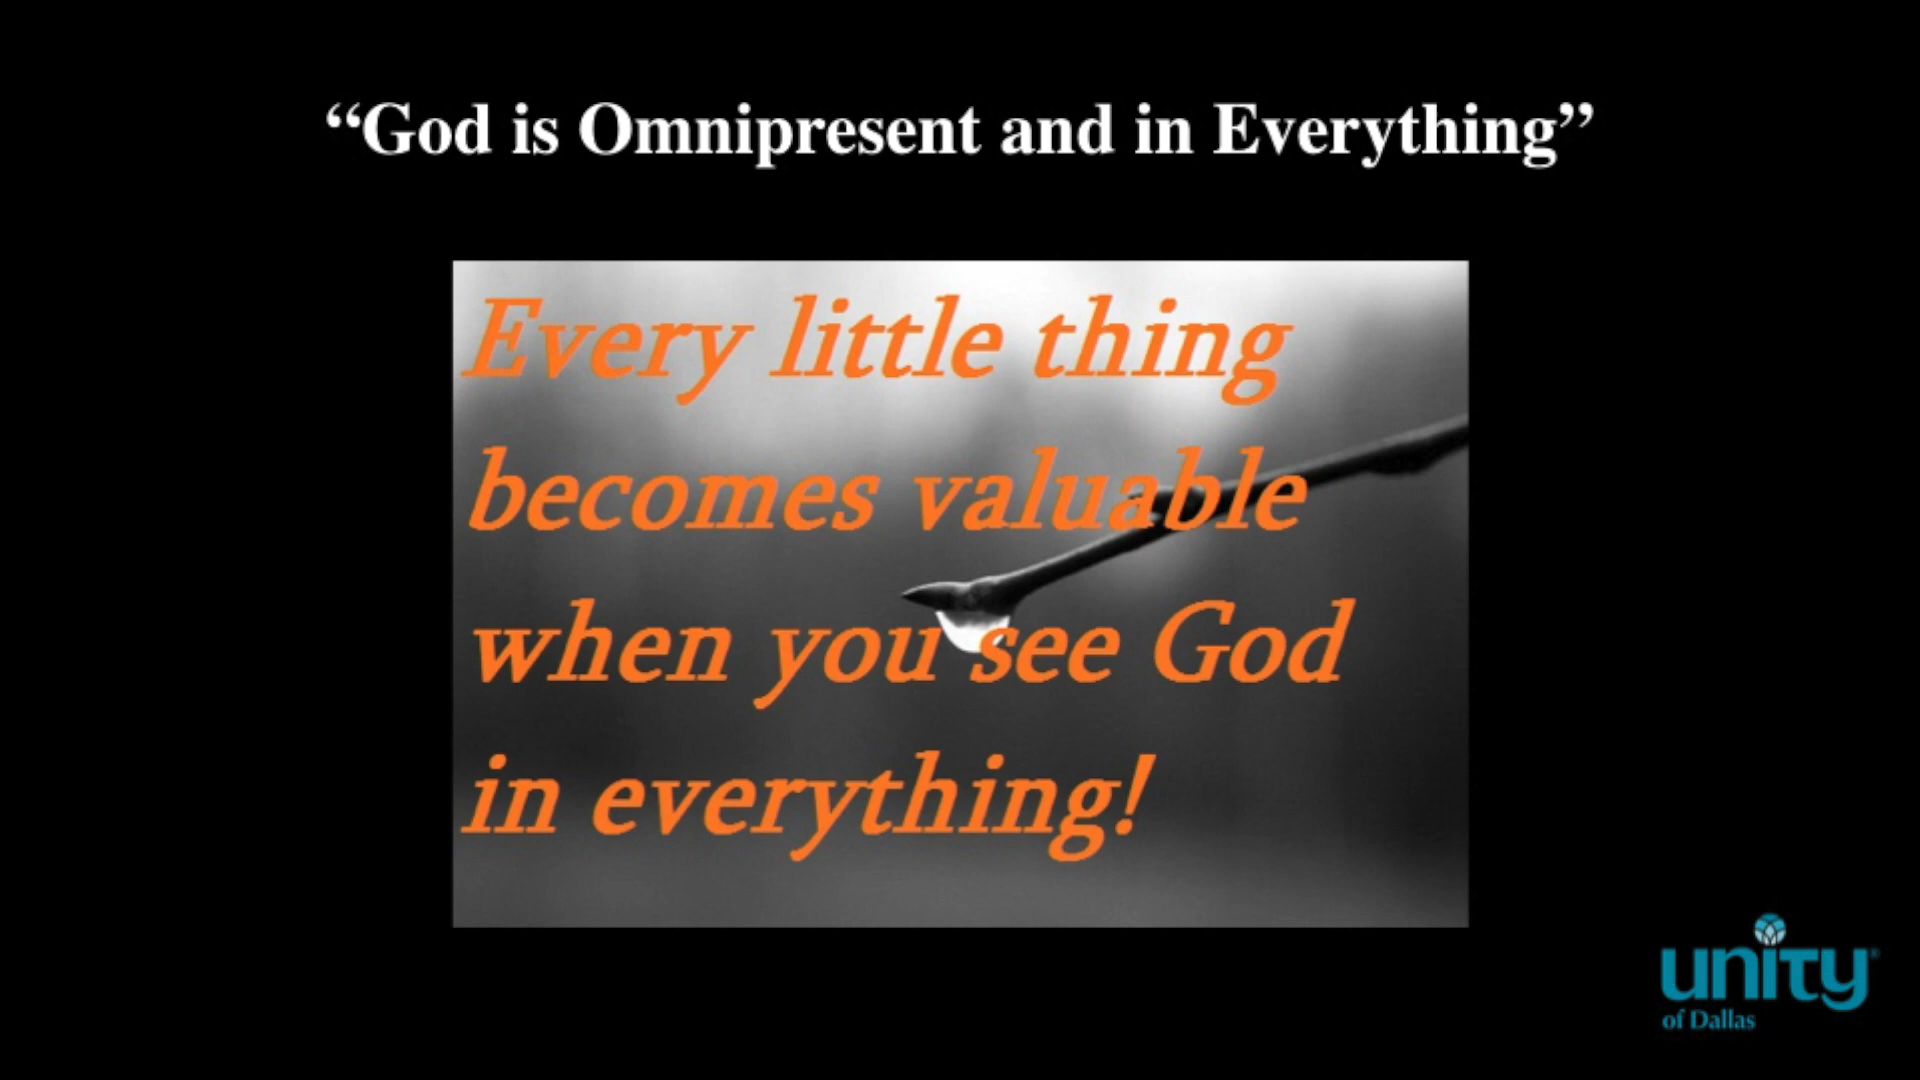 “God is Omnipresent and in Everything”
Every little thing
becomes valuable
when you see God
in everything!
unity
of Dallas